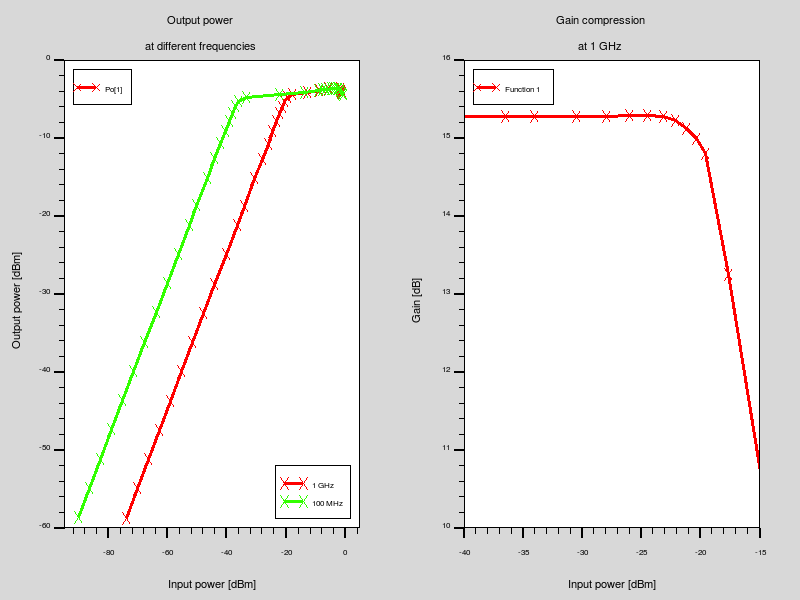 Output power
at different frequencies
Po[1]
0
-10
-20
-30
-40
-50
-60
Output power [dBm]
1 GHz
100 MHz
-80
-60
-40
-20
0
Input power [dBm]
Gain compression
at 1 GHz
Function 1
16
15
14
13
12
11
10
Gain [dB]
-40
-35
-30
-25
-20
-15
Input power [dBm]